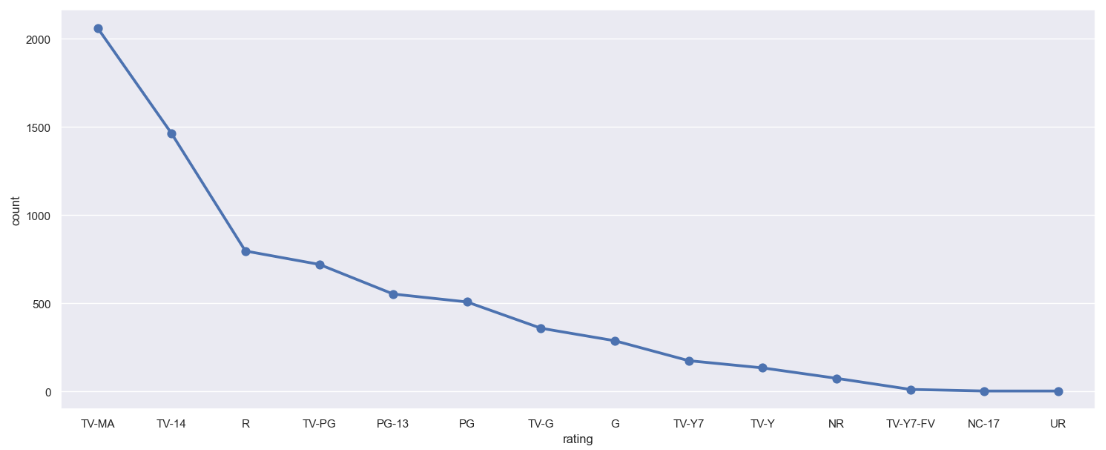 2000
1500
1000
500
0
count
TV-MA TV-14 R TV-PG PG-13 PG TV-G G TV-Y7 TV-Y NR TV-Y7-FV NC-17 UR
rating